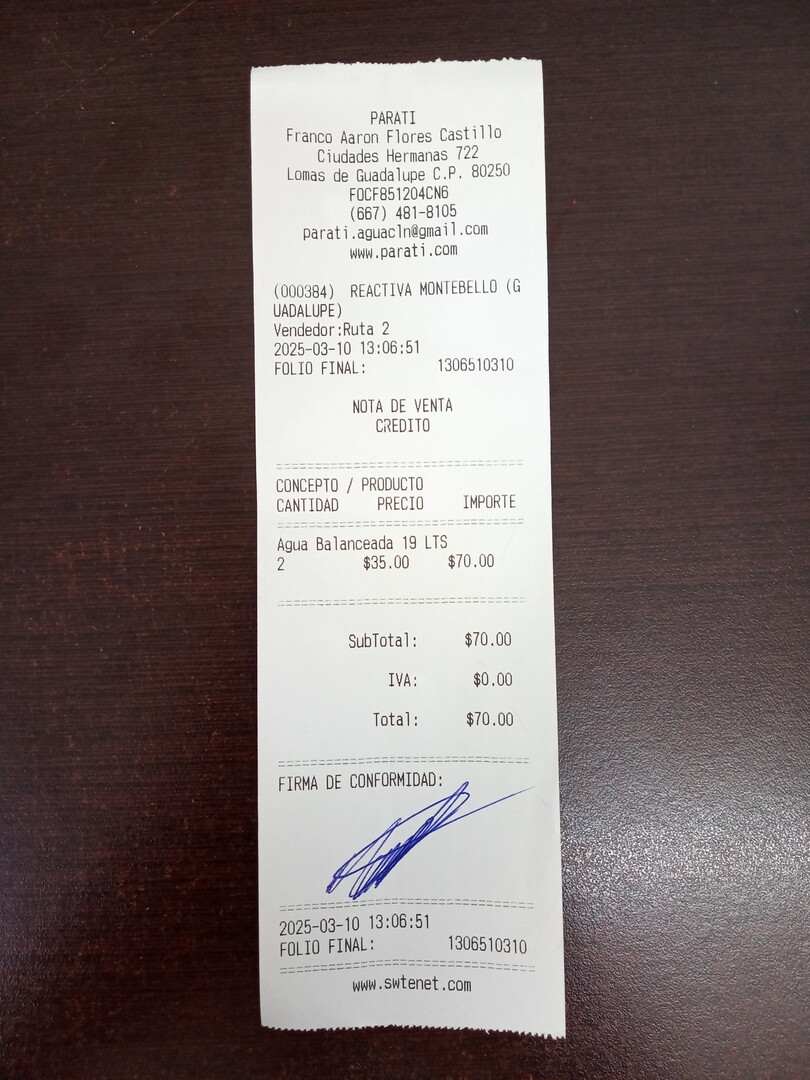 PARATI
Franco Aaron Flores Castillo
Ciudades Hermanas 722
Lomas de Guadalupe C.P. 80250
FOCF851204CN6
(667) 481-8105
parati.aguacln@gmail.com
www.parati.com
(000384) REACTIVA MONTEBELLO (G
UADALUPE)
Vendedor:Ruta 2
2025-03-10 13:06:51
FOLIO FINAL: 1306510310
NOTA DE VENTA
CREDITO
CONCEPTO / PRODUCTO
CANTIDAD PRECIO IMPORTE
Agua Balanceada 19 LTS
2 $35.00 $70.00
SubTotal: $70.00
IVA: $0.00
Total: $70.00
FIRMA DE CONFORMIDAD:
2025-03-10 13:06:51
FOLIO FINAL: 1306510310
www.swtenet.com